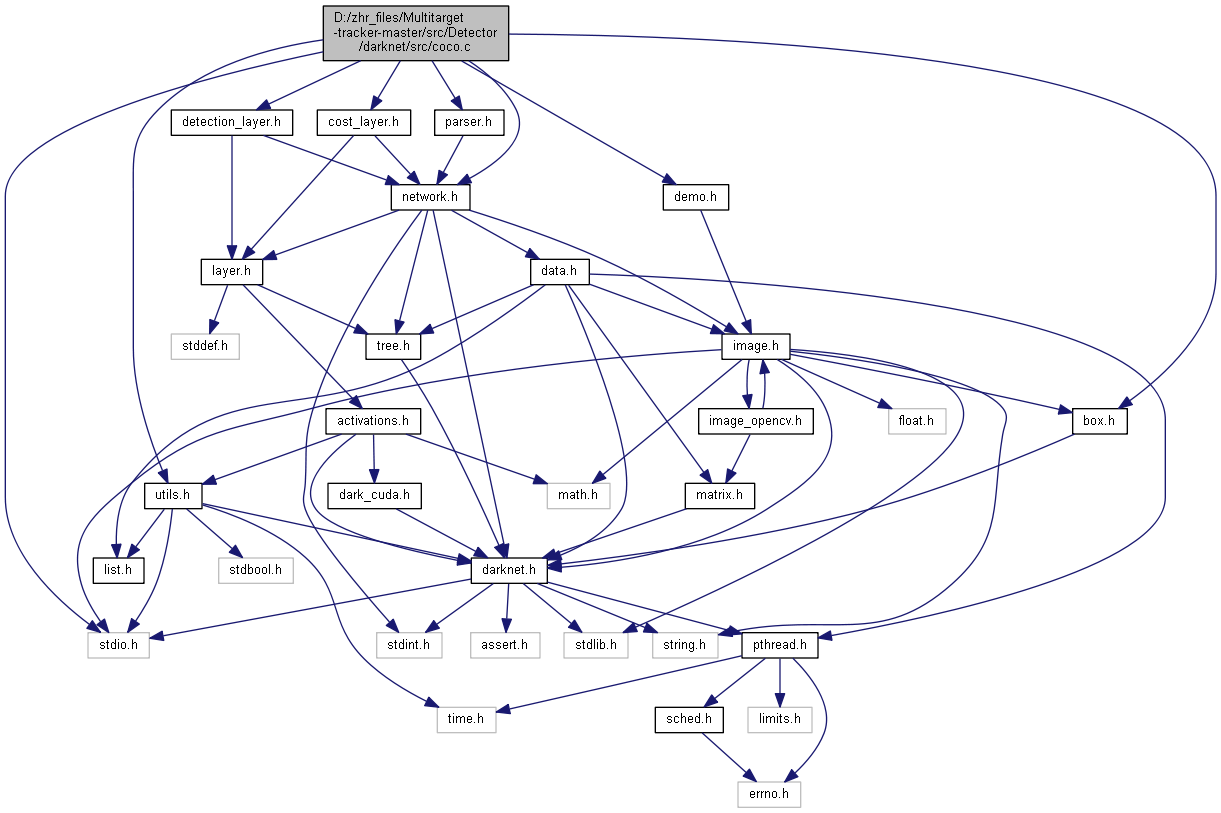 D:/zhr_files/Multitarget
-tracker-master/src/Detector
/darknet/src/coco.c
detection_layer.h
cost_layer.h
parser.h
network.h
demo.h
layer.h
data.h
stddef.h
tree.h
image.h
activations.h
image_opencv.h
float.h
box.h
utils.h
dark_cuda.h
math.h
matrix.h
list.h
stdbool.h
darknet.h
stdio.h
stdint.h
assert.h
stdlib.h
string.h
pthread.h
time.h
sched.h
limits.h
errno.h